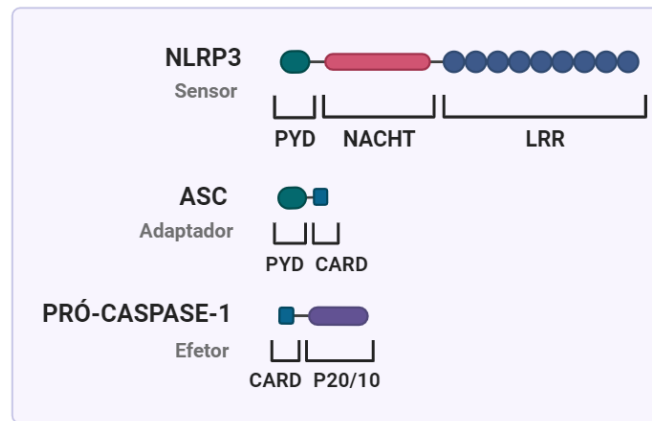 NLRP3
Sensor
PYD NACHT LRR
ASC
Adaptador
PYD CARD
PRÓ-CASPASE-1
Efetor
CARD P20/10